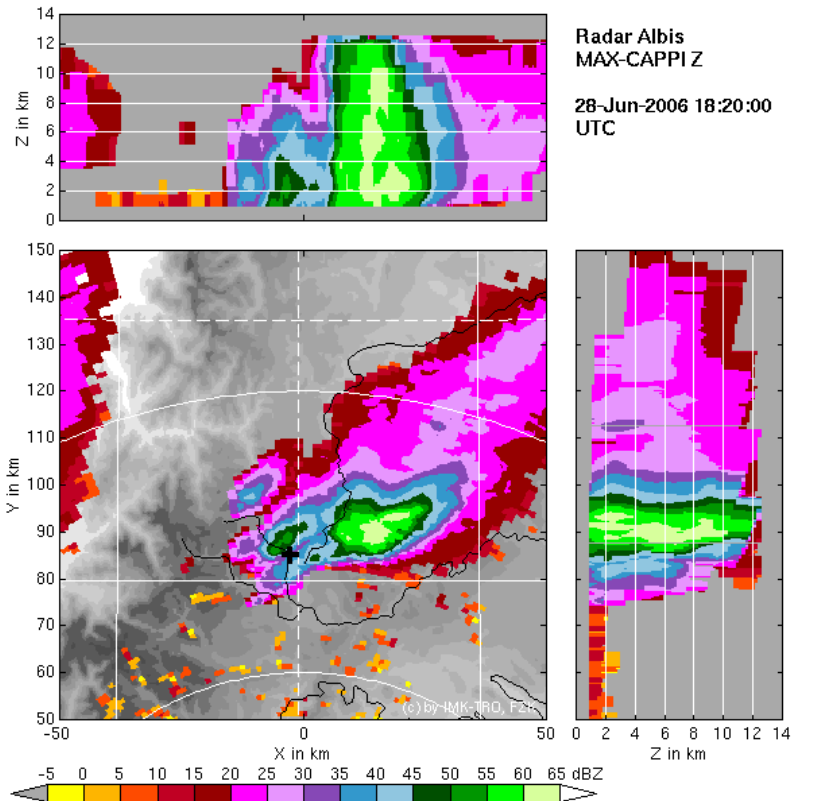 14
12
10
8
6
4
2
0
Z in km
0
Radar Albis
MAX-CAPPI Z
28-Jun-2006 18:20:00
UTC
150
140
130
120
110
100
90
80
70
60
50
Y in km
-50
0
50
X in km
(c) by IMK-TRO, FZK
0 2 4 6 8 10 12 14
Z in km
-5 0 5 10 15 20 25 30 35 40 45 50 55 60 65 dBZ